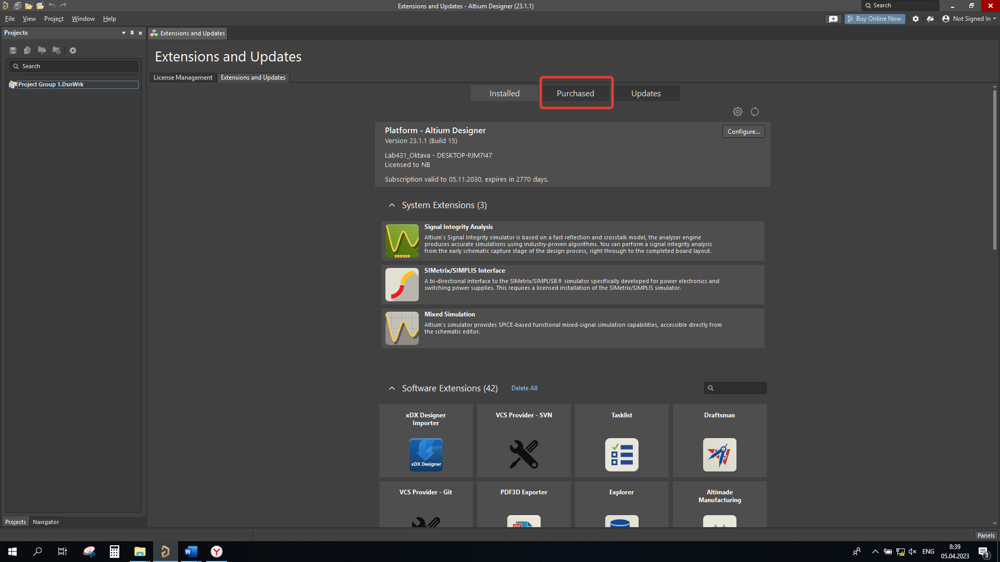 Extensions and Updates - Altium Designer (23.1.1)
Search
File View Project Window Help
Buy Online Now
Not Signed In
Projects
Extensions and Updates
Search
Project Group 1.DsnWrk
Extensions and Updates
License Management
Extensions and Updates
Installed
Purchased
Updates
Platform - Altium Designer
Configure...
Version 23.1.1 (Build 15)
Lab431_Oktava - DESKTOP-PJM7I47
Licensed to NB
Subscription valid to 05.11.2030, expires in 2770 days.
System Extensions (3)
Signal Integrity Analysis
Altium's Signal Integrity simulator is based on a fast reflection and crosstalk model, the analyzer engine
produces accurate simulations using industry-proven algorithms. You can perform a signal integrity analysis
from the early schematic capture stage of the design process, right through to the completed board layout.
SIMetrix/SIMPLIS Interface
A bi-directional interface to the SIMetrix/SIMPLISB® simulator specifically developed for power electronics and
switching power supplies. This requires a licensed installation of the SIMetrix/SIMPLIS simulator.
Mixed Simulation
Altium's simulator provides SPICE-based functional mixed-signal simulation capabilities, accessible directly from
the schematic editor.
Software Extensions (42)
Delete All
xDX Designer
Importer
xDX Designer
VCS Provider - SVN
Tasklist
Draftsman
VCS Provider - Git
PDF3D Exporter
PDF
Explorer
Altimade
Manufacturing
Projects
Navigator
Panels
W
Y
ENG
8:39
05.04.2023
3